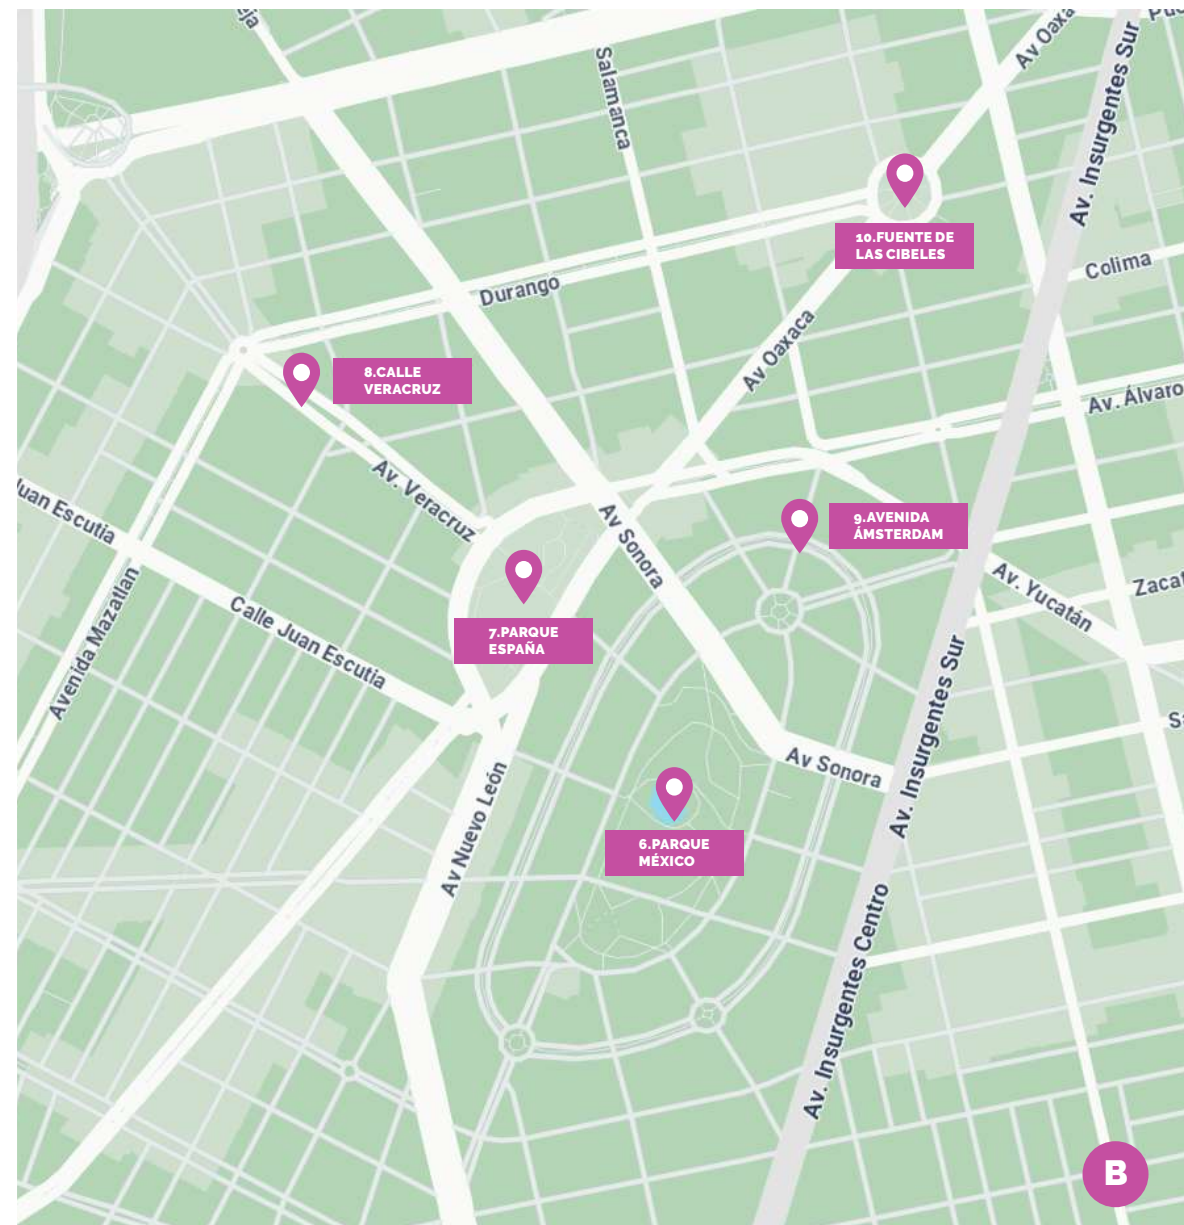 Av Oaxa
Salamanca
Av. Insurgentes Sur
10.FUENTE DE
LAS CIBELES
Colima
Durango
Av Oaxaca
8.CALLE
VERACRUZ
Av. Álvaro
Av. Veracruz
Juan Escutia
Av Sonora
9.AVENIDA
ÁMSTERDAM
7.PARQUE
ESPAÑA
Av. Yucatán
Zacat
Avenida Mazatlan
Calle Juan Escutia
Av. Insurgentes Sur
Av Sonora
Av Nuevo León
6.PARQUE
MÉXICO
Av. Insurgentes Centro
B